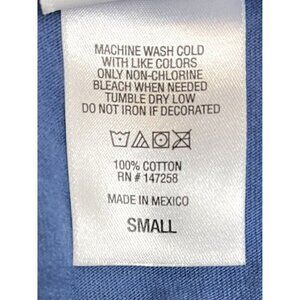 MACHINE WASH COLD
WITH LIKE COLORS
ONLY NON-CHLORINE
BLEACH WHEN NEEDED
TUMBLE DRY LOW
DO NOT IRON IF DECORATED
100% COTTON
RN # 147258
MADE IN MEXICO
SMALL